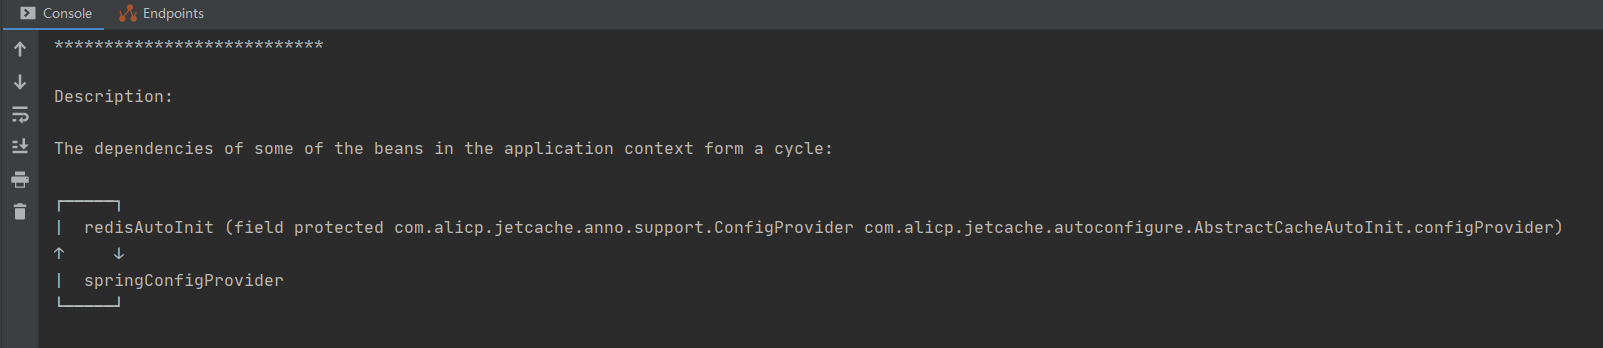 Console Endpoints
***************************
Description:
The dependencies of some of the beans in the application context form a cycle:
┌─────┐
|  redisAutoInit (field protected com.alicp.jetcache.anno.support.ConfigProvider com.alicp.jetcache.autoconfigure.AbstractCacheAutoInit.configProvider)
↑     ↓
|  springConfigProvider
└─────┘